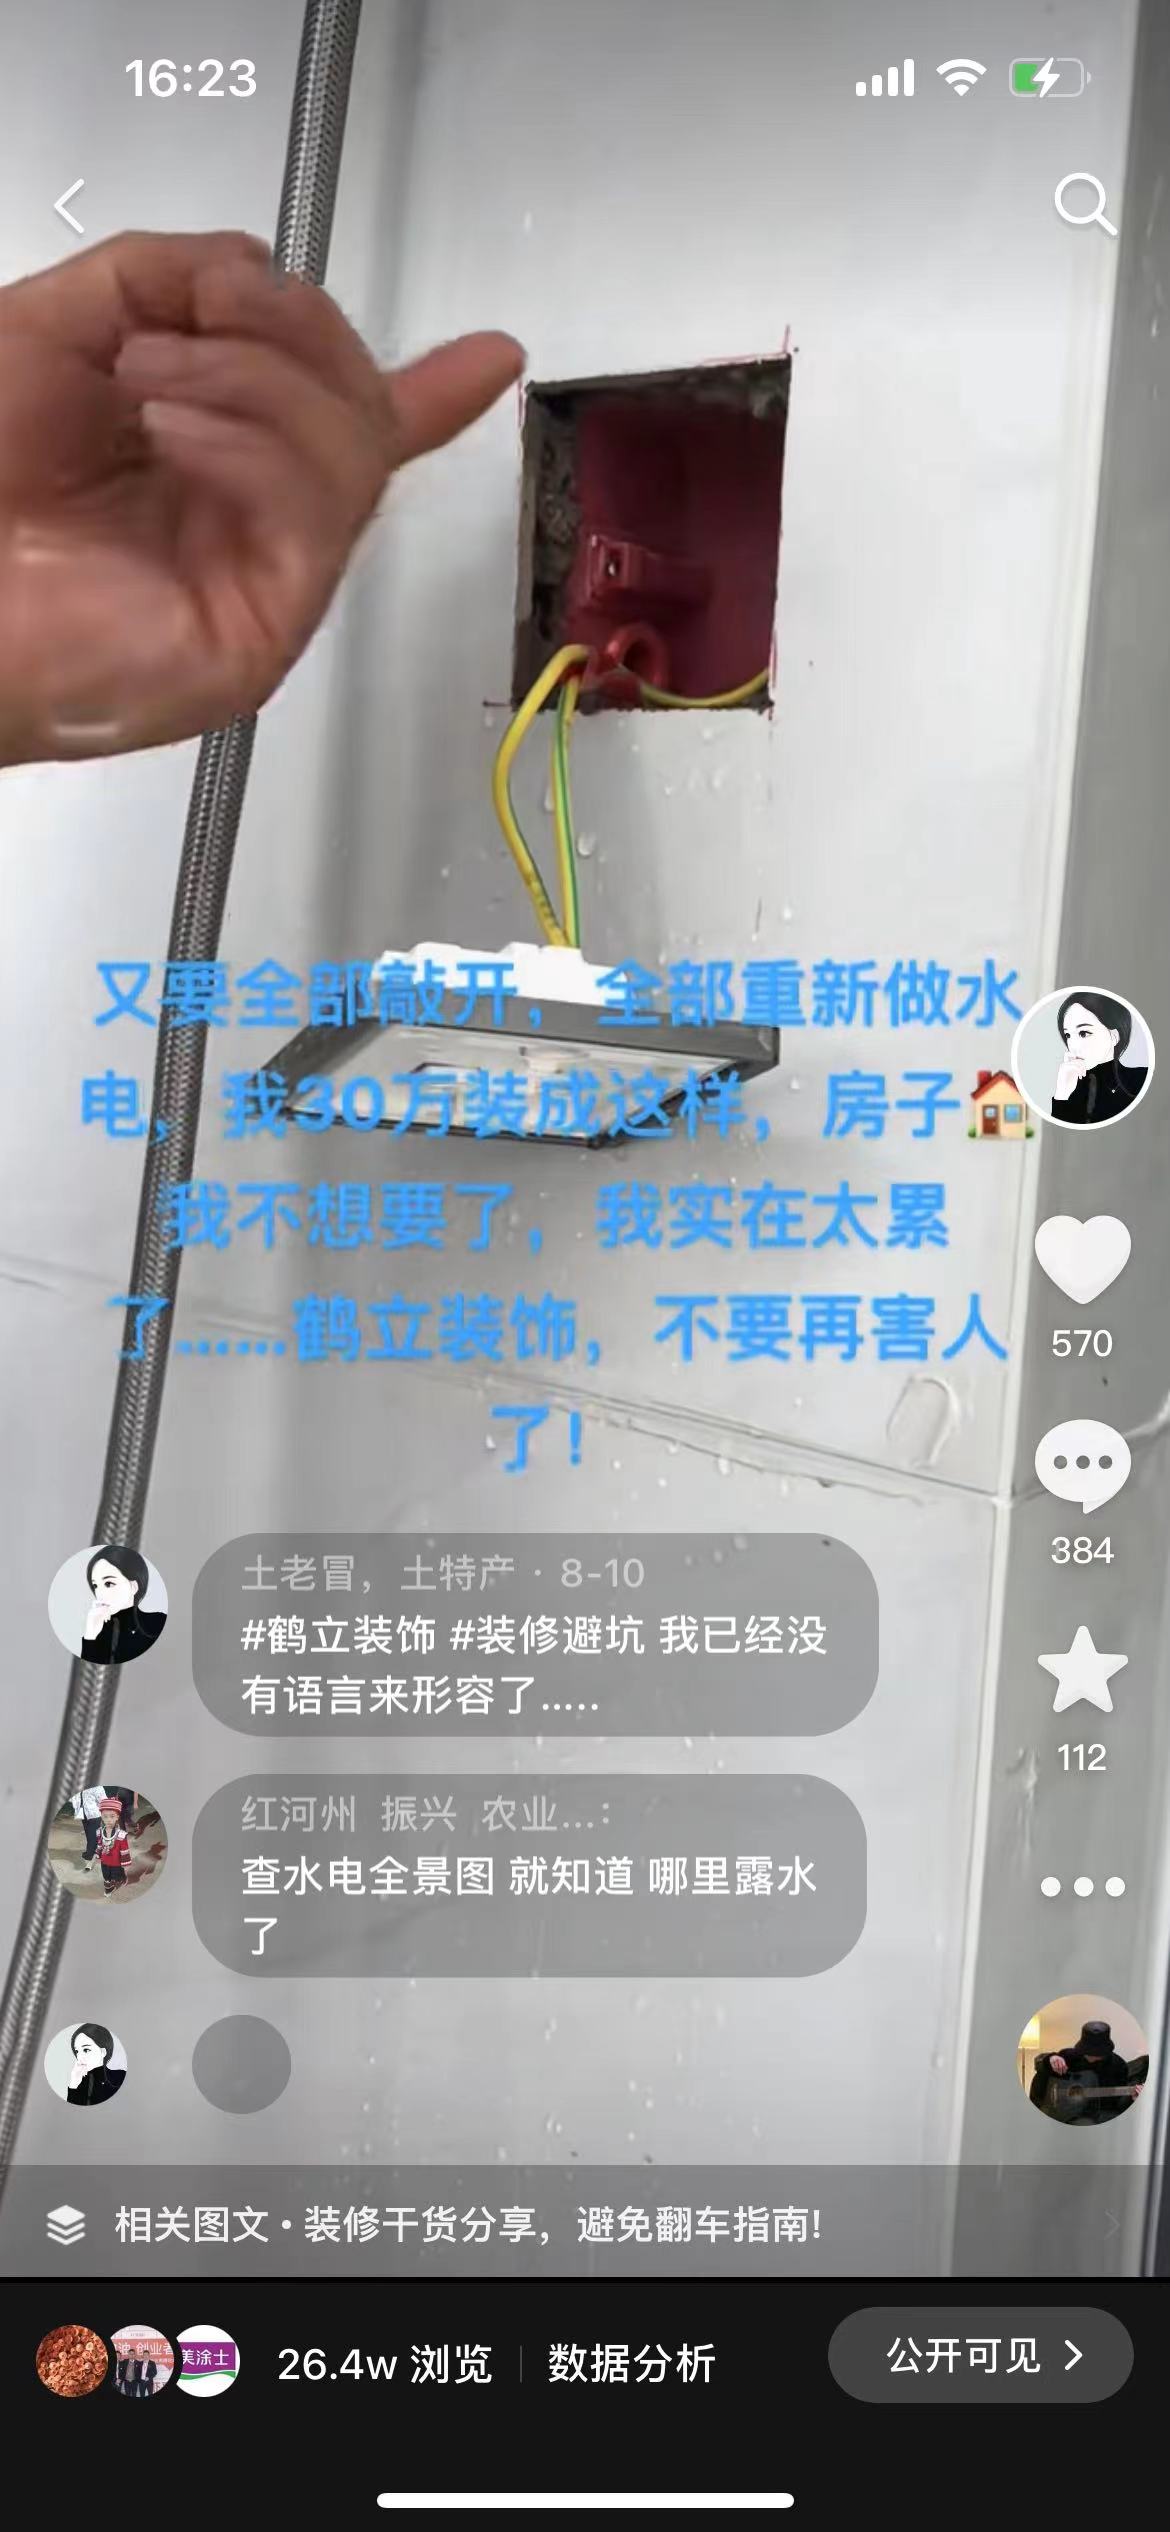 16:23
又要全部敲开，全部重新做水
电，我30万装成这样，房子🏠
我不想要了，我实在太累
了……鹤立装饰，不要再害人
了！
570
384
土老冒，土特产 · 8-10
#鹤立装饰 #装修避坑 我已经没
有语言来形容了.....
112
红河州 振兴 农业...:
查水电全景图 就知道 哪里露水
了
相关图文 · 装修干货分享，避免翻车指南!
美涂士
26.4w 浏览
数据分析
公开可见